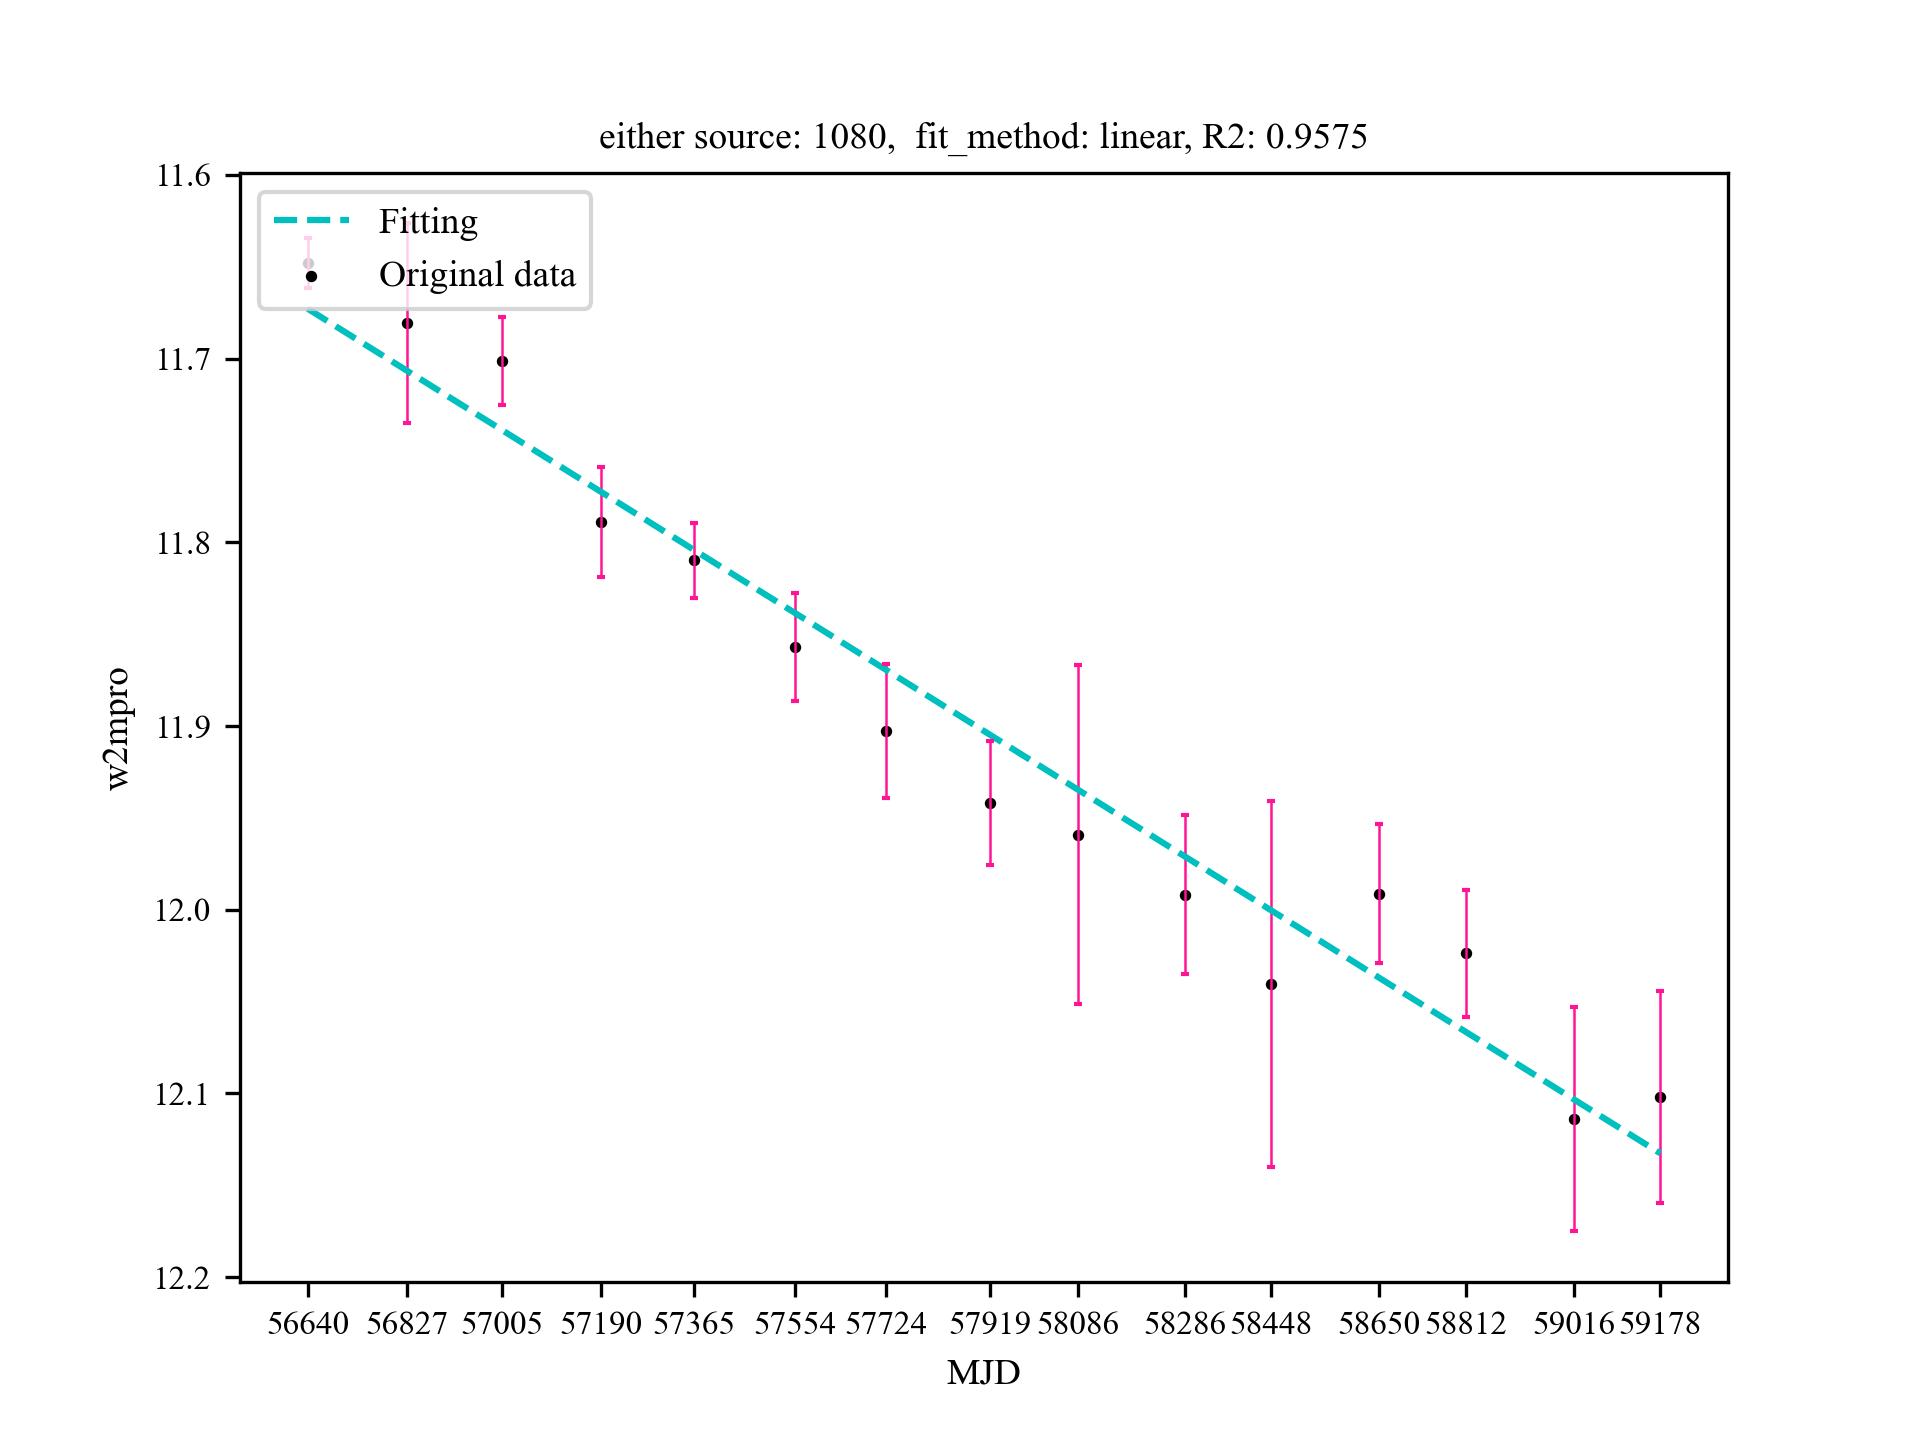 either source: 1080,  fit_method: linear, R2: 0.9575
11.6
Fitting
Original data
11.7
11.8
11.9
12.0
12.1
12.2
w2mpro
56640 56827 57005 57190 57365 57554 57724 57919 58086 58286 58448 58650 58812 59016 59178
MJD